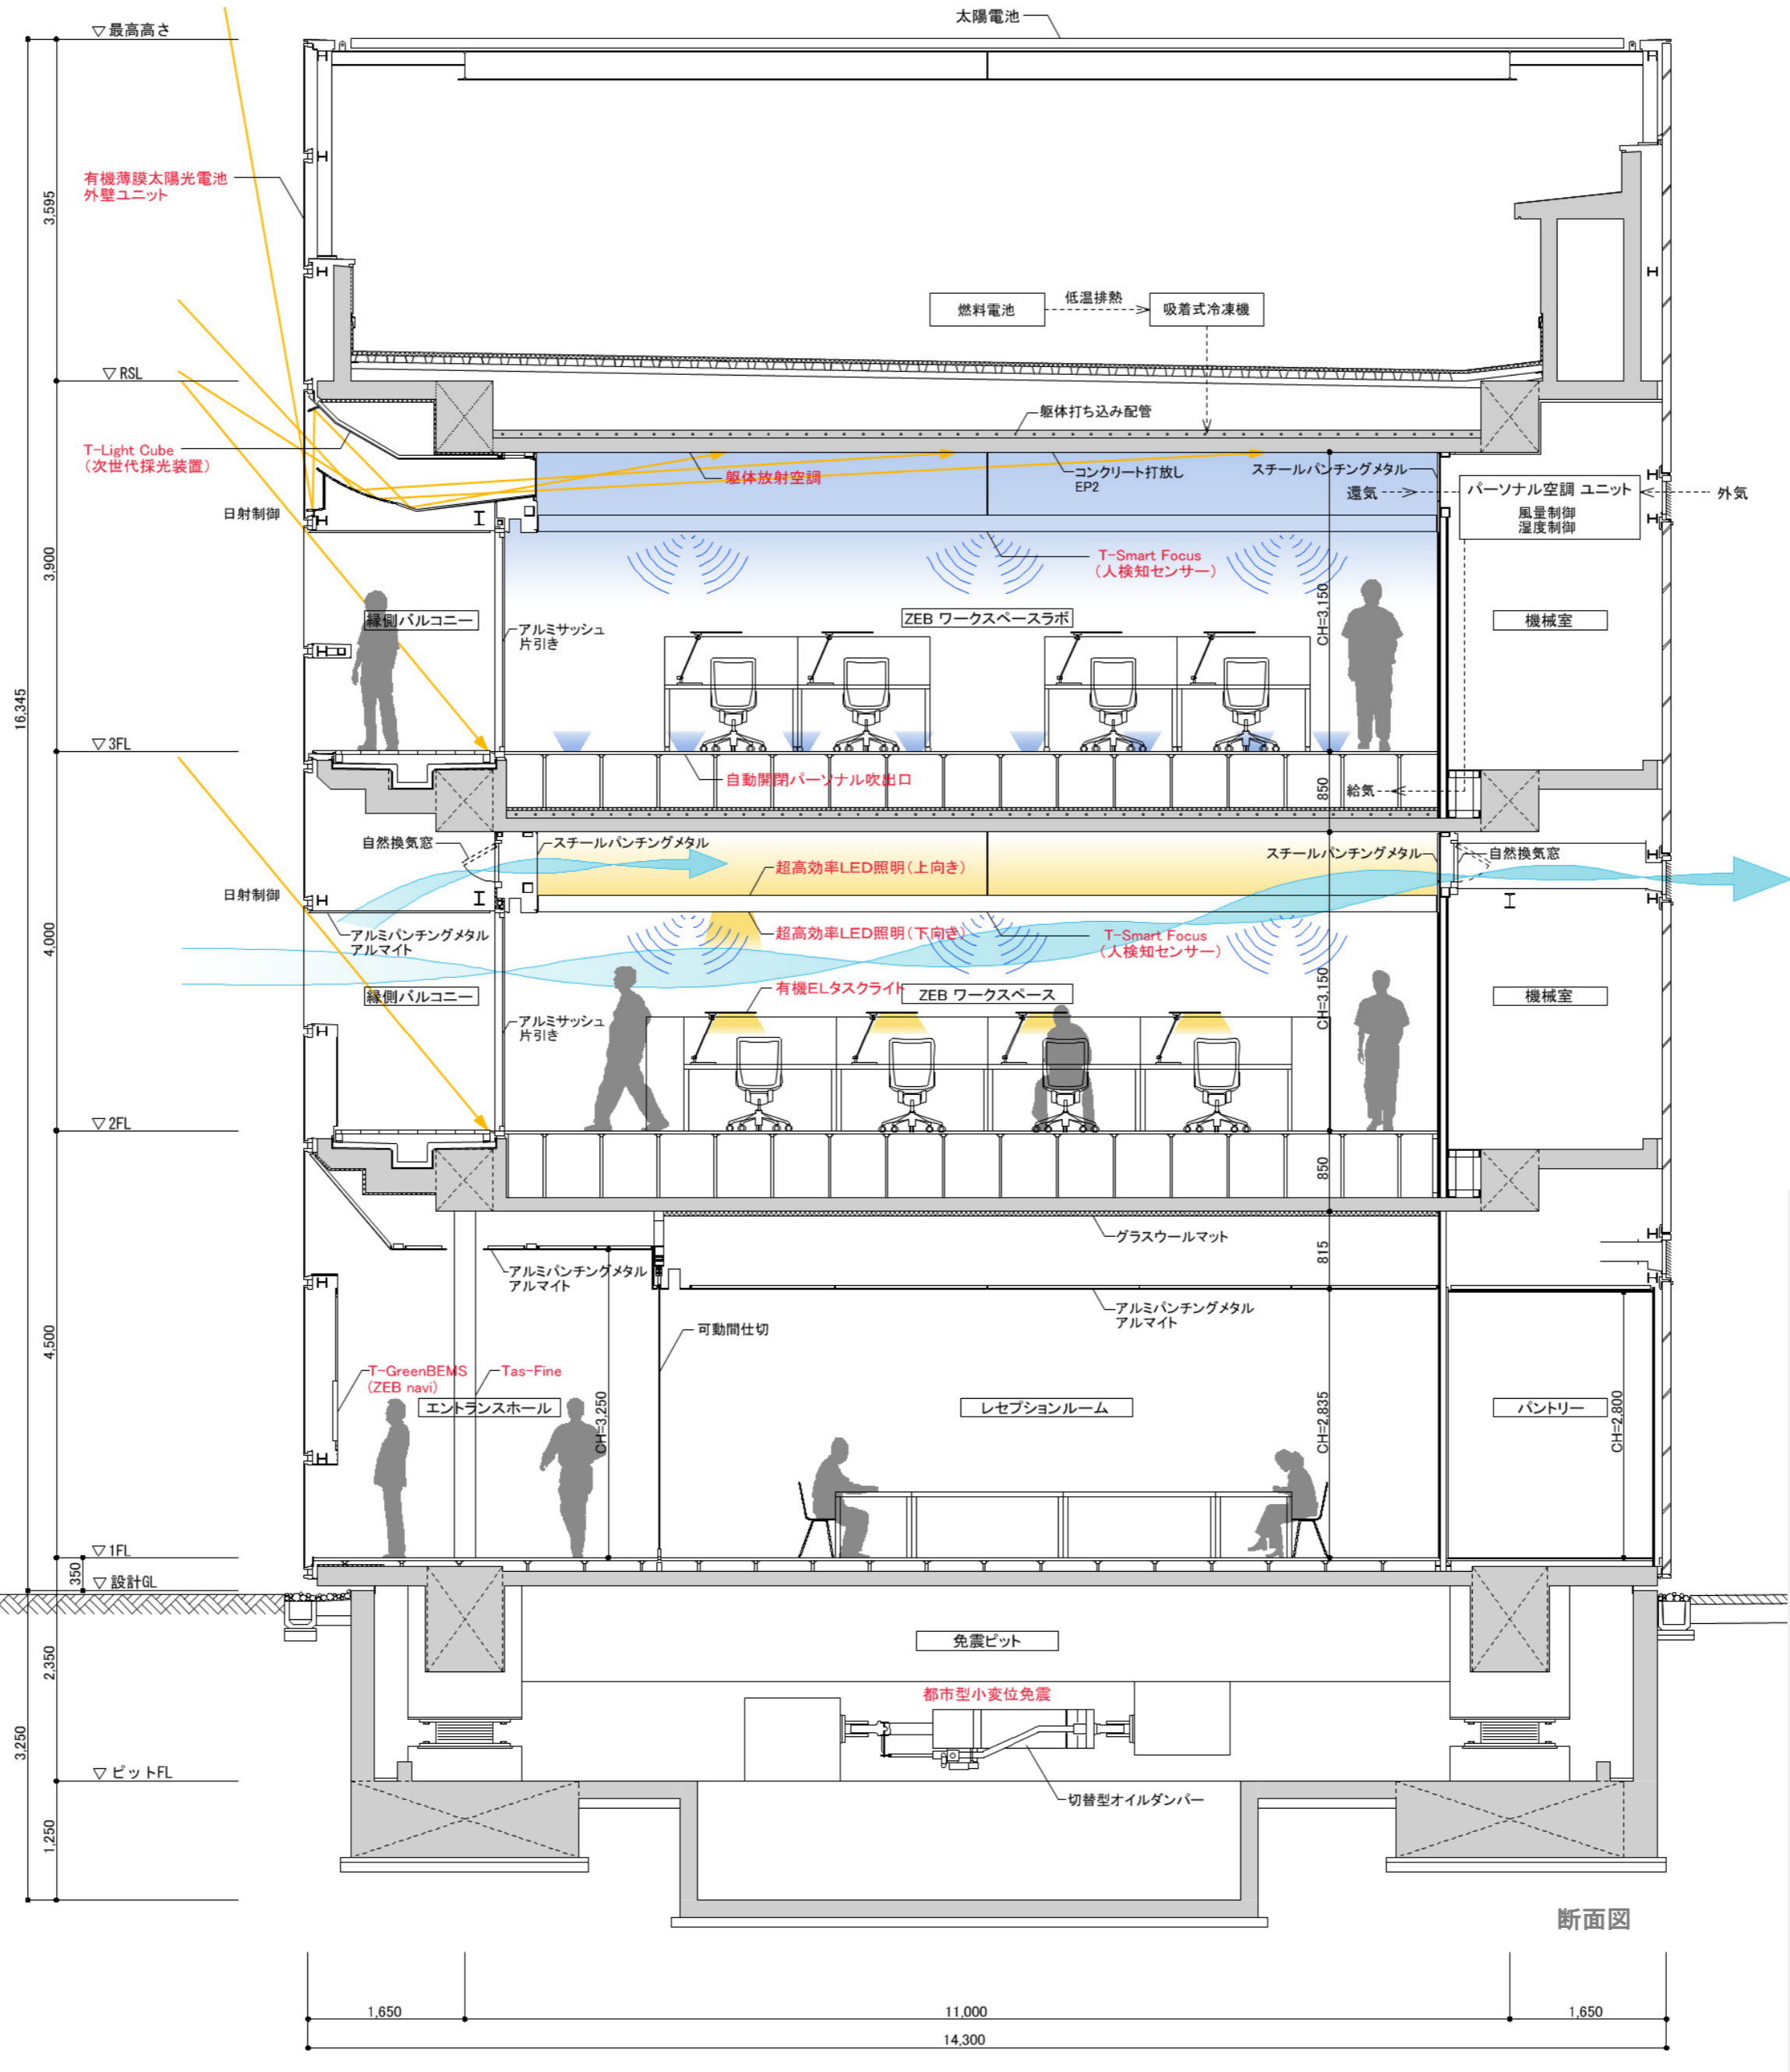 太陽電池
▽最高高さ
有機薄膜太陽光電池
外壁ユニット
3,595
燃料電池
低温排熱
吸着式冷凍機
▽RSL
躯体打ち込み配管
T-Light Cube
（次世代採光装置）
躯体放射空調
コンクリート打放し
EP2
スチールパンチングメタル
還気
パーソナル空調 ユニット
風量制御
湿度制御
外気
日射制御
3,900
T-Smart Focus
（人検知センサー）
縁側バルコニー
アルミサッシュ
片引き
ZEB ワークスペースラボ
CH=3,150
機械室
16,345
▽3FL
自動開閉パーソナル吹出口
850
給気
自然換気窓
スチールパンチングメタル
超高効率LED照明(上向き)
スチールパンチングメタル
自然換気窓
日射制御
アルミパンチングメタル
アルマイト
超高効率LED照明(下向き)
T-Smart Focus
（人検知センサー）
4,000
縁側バルコニー
有機ELタスクライト
ZEB ワークスペース
CH=3,150
機械室
アルミサッシュ
片引き
▽2FL
850
グラスウールマット
815
アルミパンチングメタル
アルマイト
アルミパンチングメタル
アルマイト
可動間仕切
4,500
T-GreenBEMS
(ZEB navi)
Tas-Fine
エントランスホール
CH=3,250
レセプションルーム
CH=2,835
パントリー
CH=2,800
▽1FL
350
▽設計GL
免震ピット
2,350
都市型小変位免震
3,250
▽ピットFL
切替型オイルダンパー
1,250
断面図
1,650
11,000
1,650
14,300